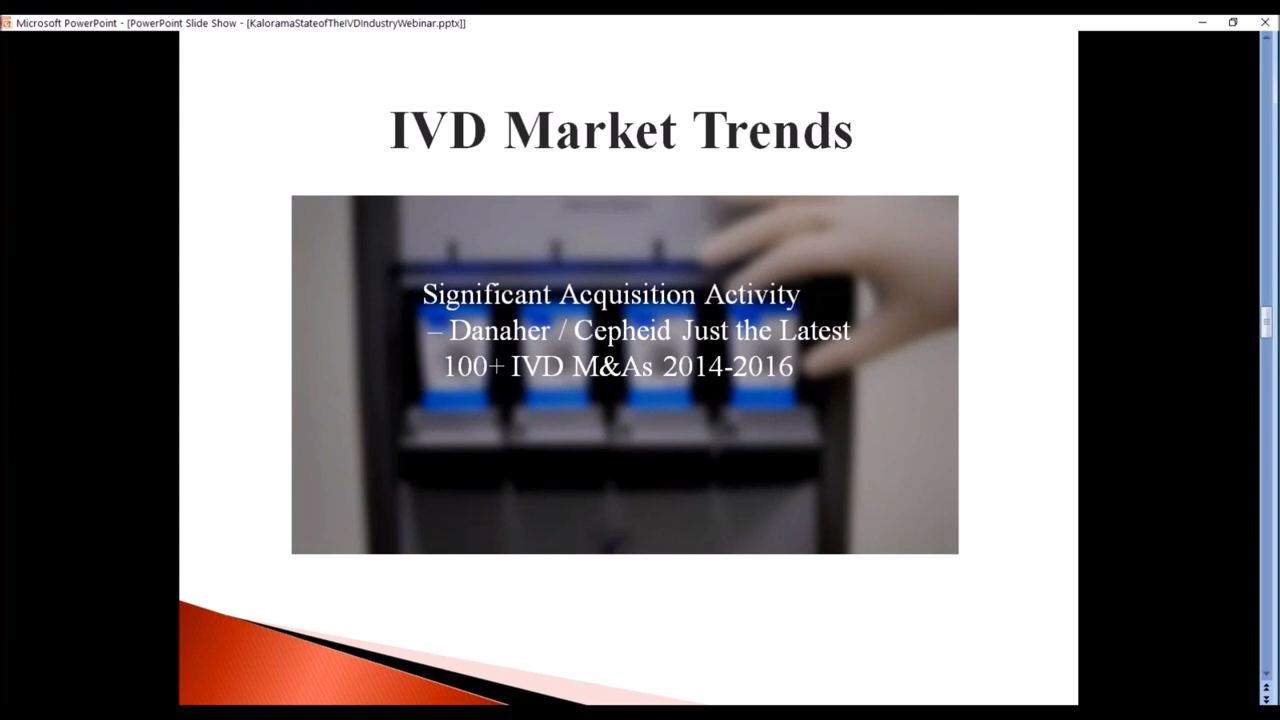 Microsoft PowerPoint - [PowerPoint Slide Show - [KaloramaStateofTheIVDIndustryWebinar.pptx]]
IVD Market Trends
Significant Acquisition Activity
– Danaher / Cepheid Just the Latest
100+ IVD M&As 2014-2016